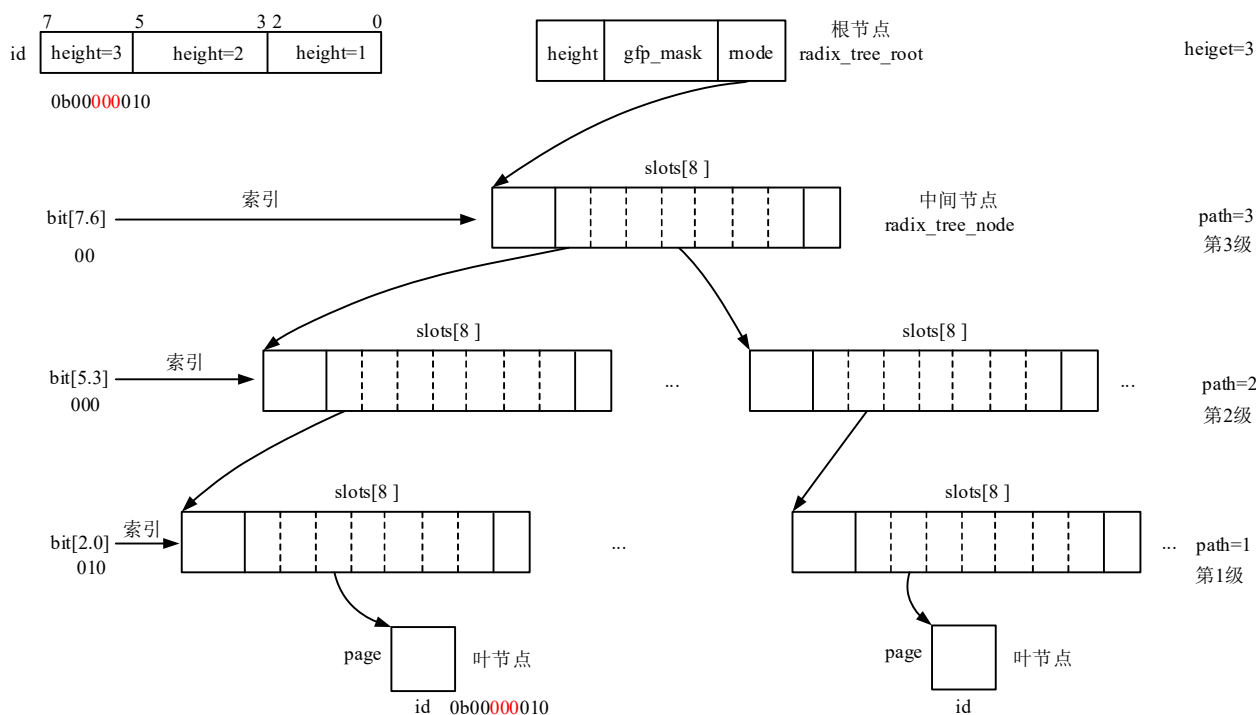 7 5 3 2 0
id height=3 height=2 height=1
0b00000010
height gfp_mask rnode
根节点
radix_tree_root
heiget=3
slots[8 ]
索引
bit[7.6]
00
中间节点
radix_tree_node
path=3
第3级
slots[8 ]
slots[8 ]
索引
bit[5.3]
000
...
...
path=2
第2级
slots[8 ]
slots[8 ]
索引
bit[2.0]
010
...
...
path=1
第1级
page
叶节点
id 0b00000010
page
叶节点
id